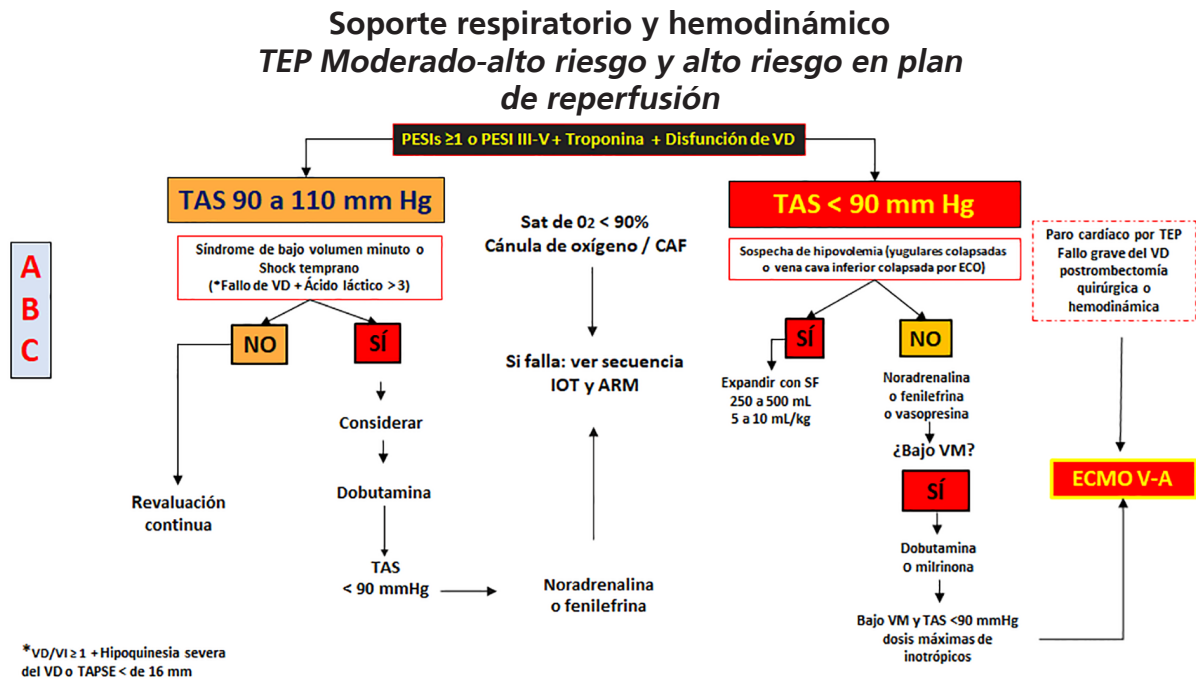 Soporte respiratorio y hemodinámico
TEP Moderado-alto riesgo y alto riesgo en plan
de reperfusión
PESIs ≥1 o PESI III-V + Troponina + Disfunción de VD
TAS 90 a 110 mm Hg
Síndrome de bajo volumen minuto o
Shock temprano
(*Fallo de VD + Ácido láctico > 3)
A
B
C
NO
SÍ
Revaluación
continua
Considerar
Dobutamina
TAS
< 90 mmHg
Sat de O2 < 90%
Cánula de oxígeno / CAF
Si falla: ver secuencia
IOT y ARM
Noradrenalina
o fenilefrina
TAS < 90 mm Hg
Sospecha de hipovolemia (yugulares colapsadas
o vena cava inferior colapsada por ECO)
SÍ
NO
Expandir con SF
250 a 500 mL
5 a 10 mL/kg
Noradrenalina
o fenilefrina
o vasopresina
¿Bajo VM?
SÍ
Dobutamina
O milrinona
Bajo VM y TAS <90 mmHg
dosis máximas de
inotrópicos
Paro cardíaco por TEP
Fallo grave del VD
postrombectomía
quirúrgica o
hemodinámica
ECMO V-A
*VD/VI ≥ 1 + Hipoquinesia severa
del VD o TAPSE < de 16 mm